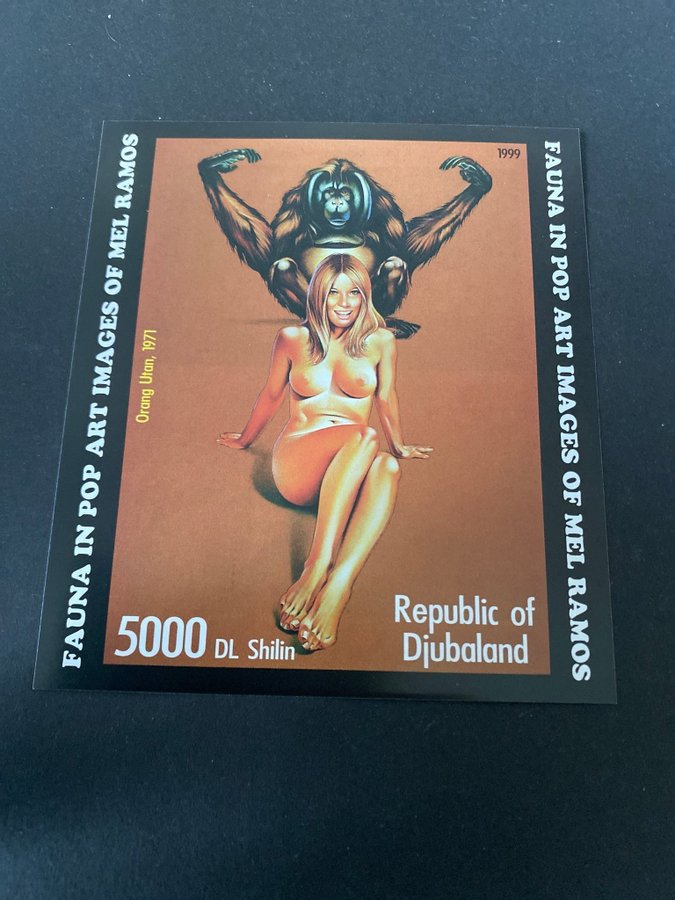 FAUNA IN POP ART IMAGES OF MEL RAMOS
1999
Orang Utan, 1971
5000 DL Shilin
Republic of
Djubaland
FAUNA IN POP ART IMAGES OF MEL RAMOS